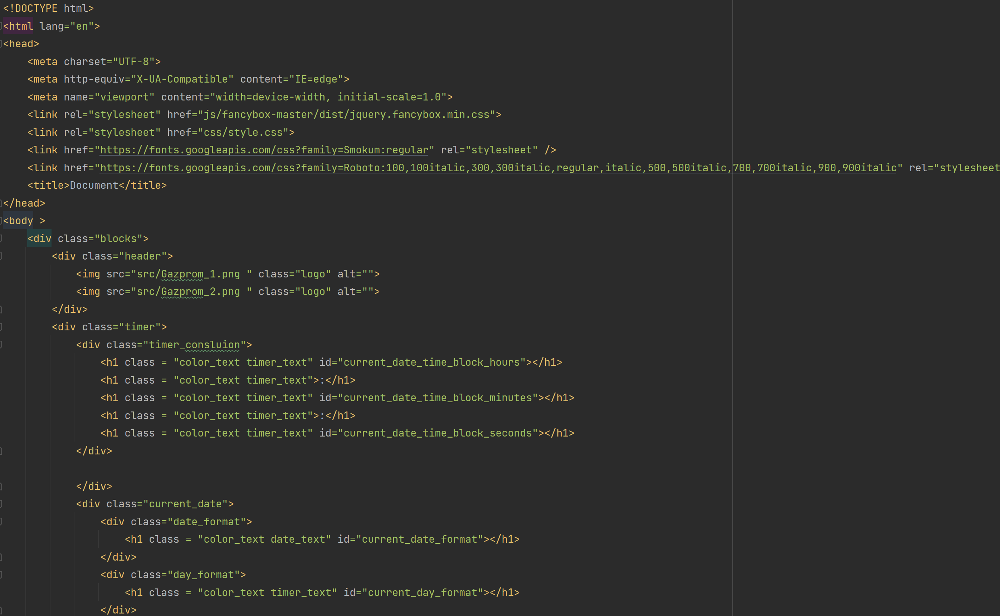 <!DOCTYPE html>
<html lang="en">
<head>
    <meta charset="UTF-8">
    <meta http-equiv="X-UA-Compatible" content="IE=edge">
    <meta name="viewport" content="width=device-width, initial-scale=1.0">
    <link rel="stylesheet" href="js/fancybox-master/dist/jquery.fancybox.min.css">
    <link rel="stylesheet" href="css/style.css">
    <link href="https://fonts.googleapis.com/css?family=Smokum:regular" rel="stylesheet" />
    <link href="https://fonts.googleapis.com/css?family=Roboto:100,100italic,300,300italic,regular,italic,500,500italic,700,700italic,900,900italic" rel="stylesheet
    <title>Document</title>
</head>
<body >
    <div class="blocks">
        <div class="header">
            <img src="src/Gazprom_1.png " class="logo" alt="">
            <img src="src/Gazprom_2.png " class="logo" alt="">
        </div>
        <div class="timer">
            <div class="timer_consluion">
                <h1 class = "color_text timer_text" id="current_date_time_block_hours"></h1>
                <h1 class = "color_text timer_text">:</h1>
                <h1 class = "color_text timer_text" id="current_date_time_block_minutes"></h1>
                <h1 class = "color_text timer_text">:</h1>
                <h1 class = "color_text timer_text" id="current_date_time_block_seconds"></h1>
            </div>

            </div>
            <div class="current_date">
                <div class="date_format">
                    <h1 class = "color_text date_text" id="current_date_format"></h1>
                </div>
                <div class="day_format">
                    <h1 class = "color_text timer_text" id="current_day_format"></h1>
                </div>